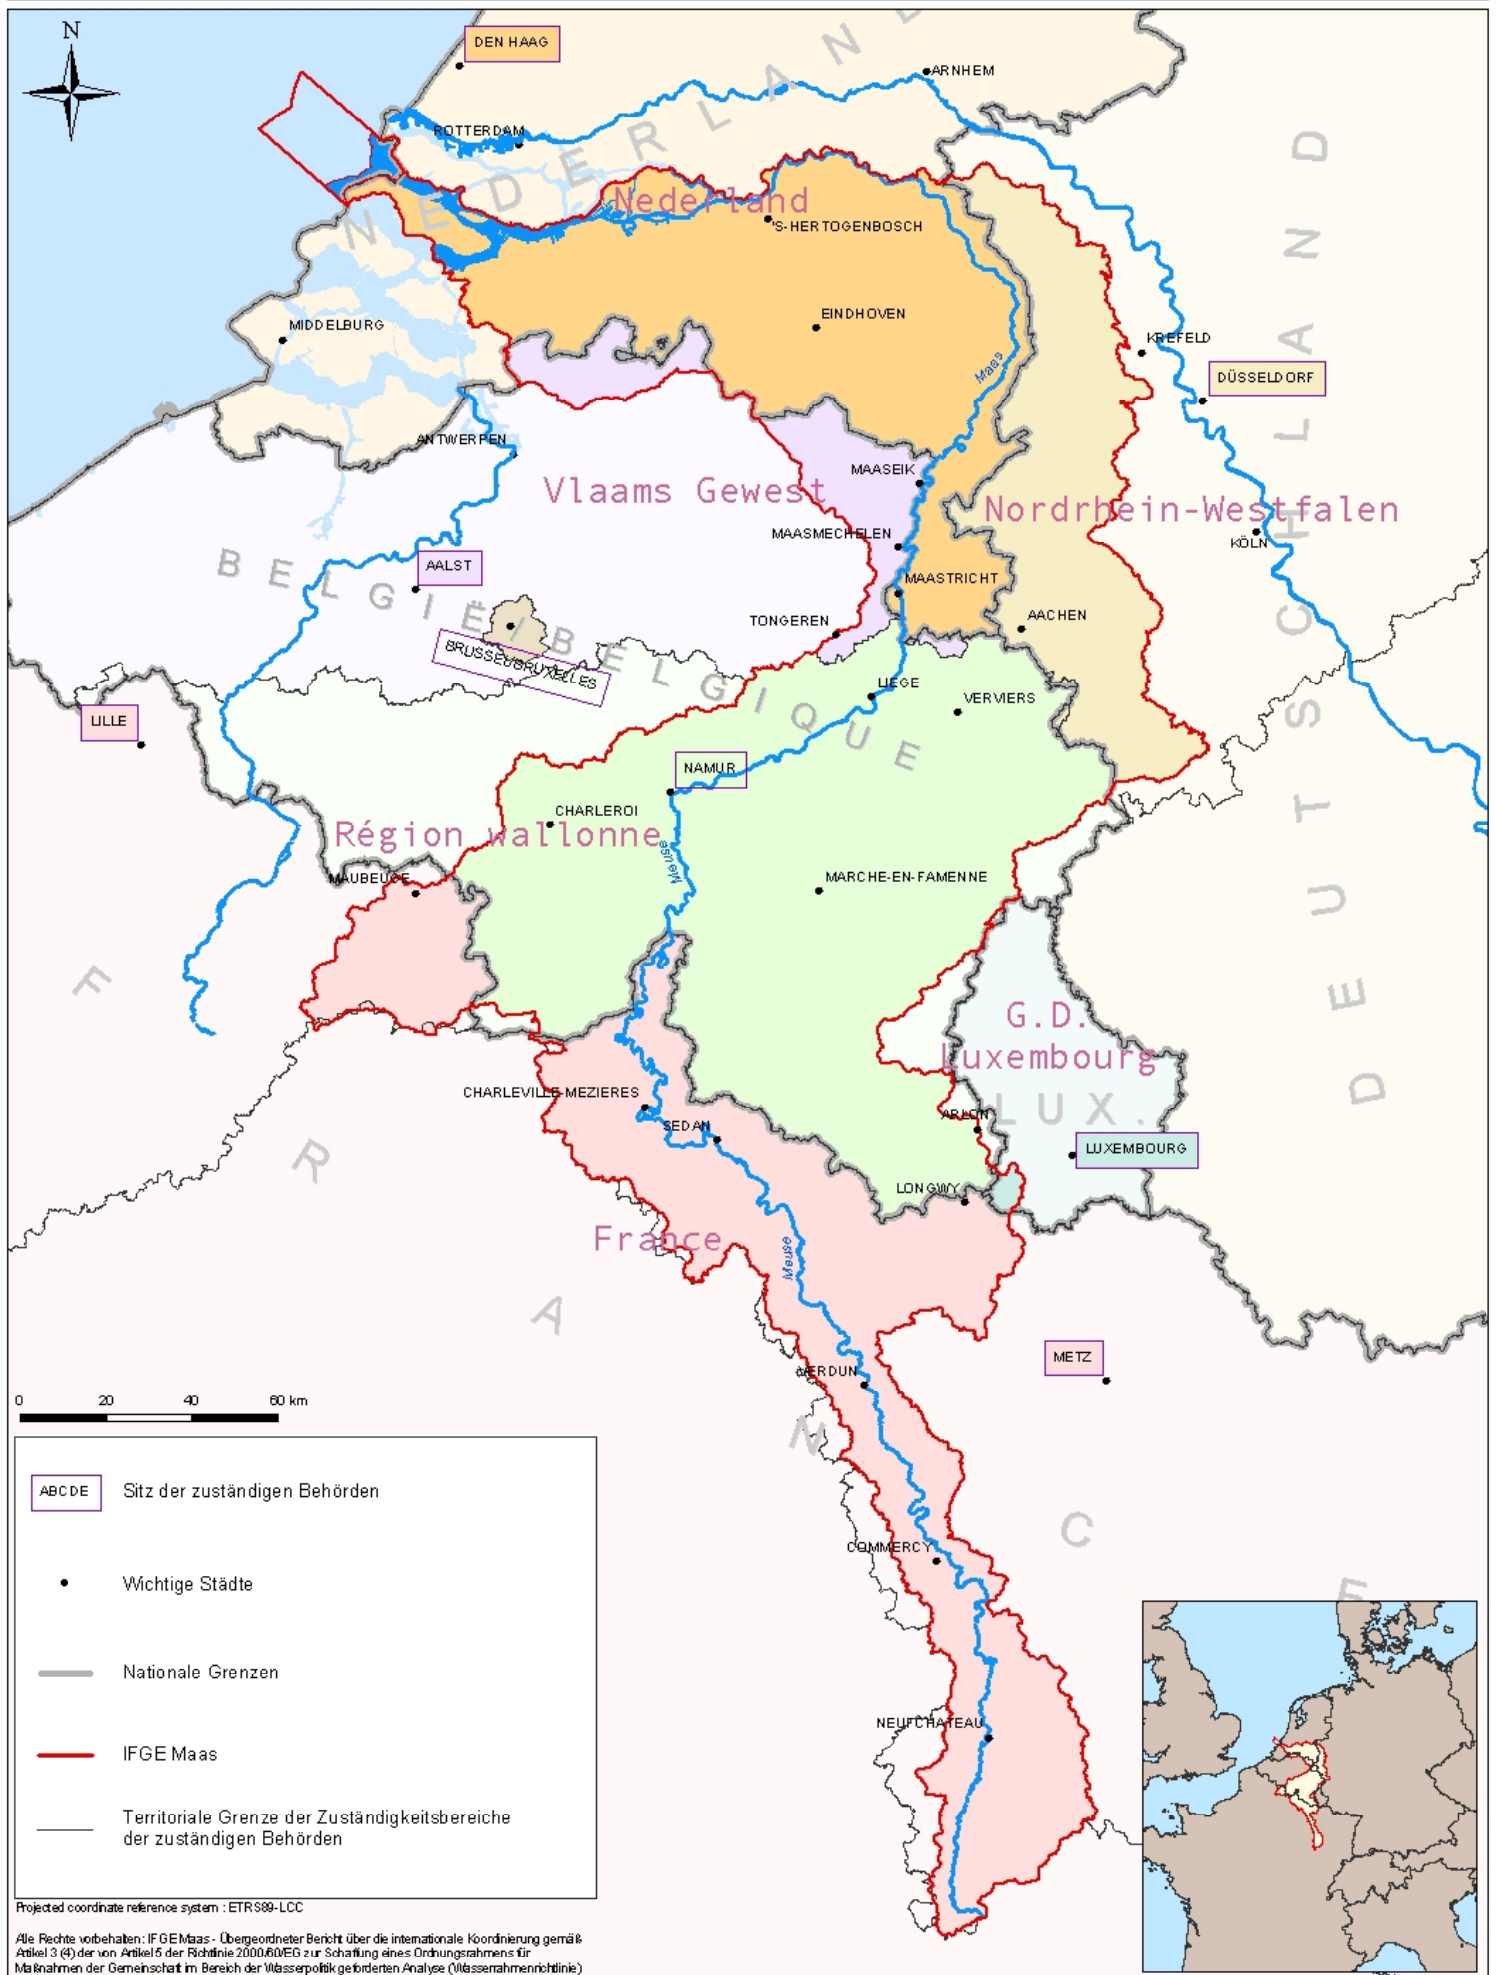 N
DEN HAAG
ARNHEM
ROTTERDAM
NEDERLAND
Nederland
'S-HERTOGENBOSCH
EINDHOVEN
MIDDELBURG
KREFELD
DÜSSELDORF
Maas
ANTWERPEN
MAASEIK
Vlaams Gewest
Nordrhein-Westfalen
MAASMECHELEN
KÖLN
AALST
MAASTRICHT
BELGIË / BELGIQUE
AACHEN
TONGEREN
BRUSSEL/BRUXELLES
DEUTSCHLAND
LIEGE
VERVIERS
LILLE
NAMUR
CHARLEROI
Région wallonne
Meuse
MAUBEUGE
MARCHE-EN-FAMENNE
G.D.
Luxembourg
LUX.
CHARLEVILLE-MEZIERES
SEDAN
ARLON
LUXEMBOURG
LONGWY
France
Meuse
FRANCE
METZ
VERDUN
COMMERCY
NEUFCHATEAU
0 20 40 60 km
ABCDE Sitz der zuständigen Behörden
Wichtige Städte
Nationale Grenzen
IFGE Maas
Territoriale Grenze der Zuständigkeitsbereiche
der zuständigen Behörden
Projected coordinate reference system : ETRS89-LCC
Alle Rechte vorbehalten: IFGE Maas - Übergeordneter Bericht über die internationale Koordinierung gemäß
Artikel 3 (4) der von Artikel 5 der Richtlinie 2000/60/EG zur Schaffung eines Ordnungsrahmens für
Maßnahmen der Gemeinschaft im Bereich der Wasserpolitik geforderten Analyse (Wasserrahmenrichtlinie)